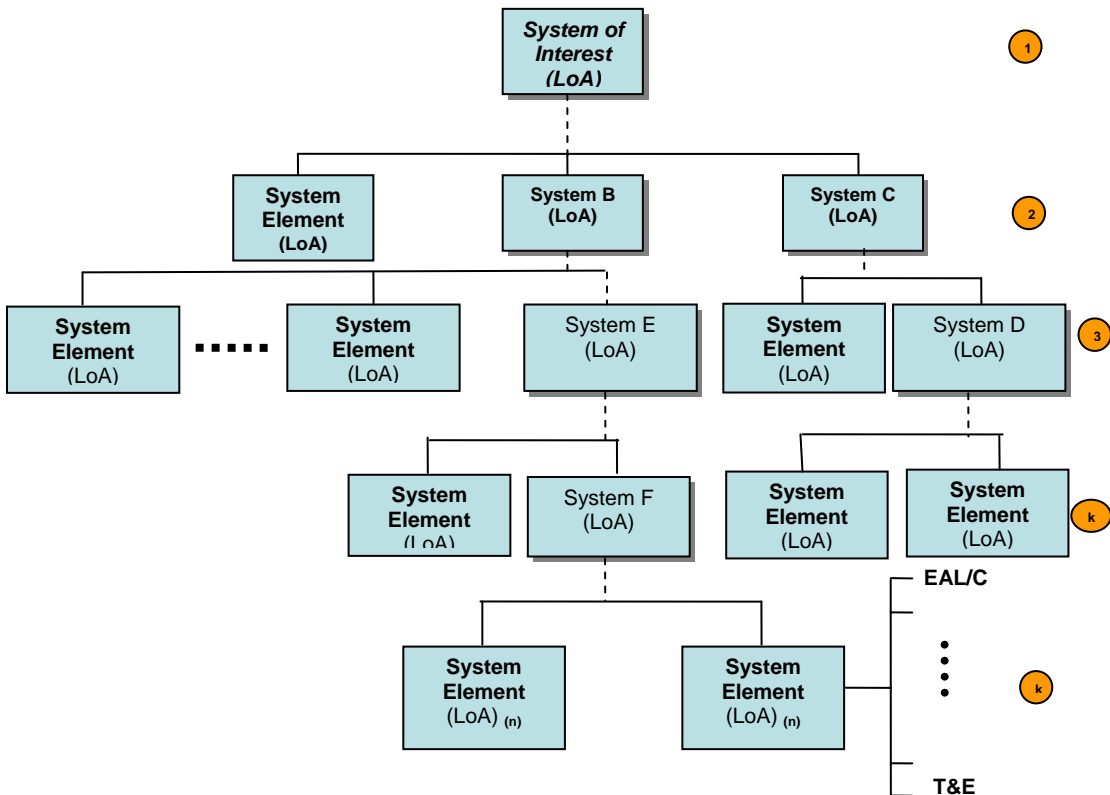 System of
Interest
(LoA)
1
System
Element
(LoA)
System B
(LoA)
System C
(LoA)
2
System
Element
(LoA)
System
Element
(LoA)
System E
(LoA)
System
Element
(LoA)
System D
(LoA)
3
System
Element
(LoA)
System F
(LoA)
System
Element
(LoA)
System
Element
(LoA)
k
EAL/C
System
Element
(LoA) (n)
System
Element
(LoA) (n)
k
T&E